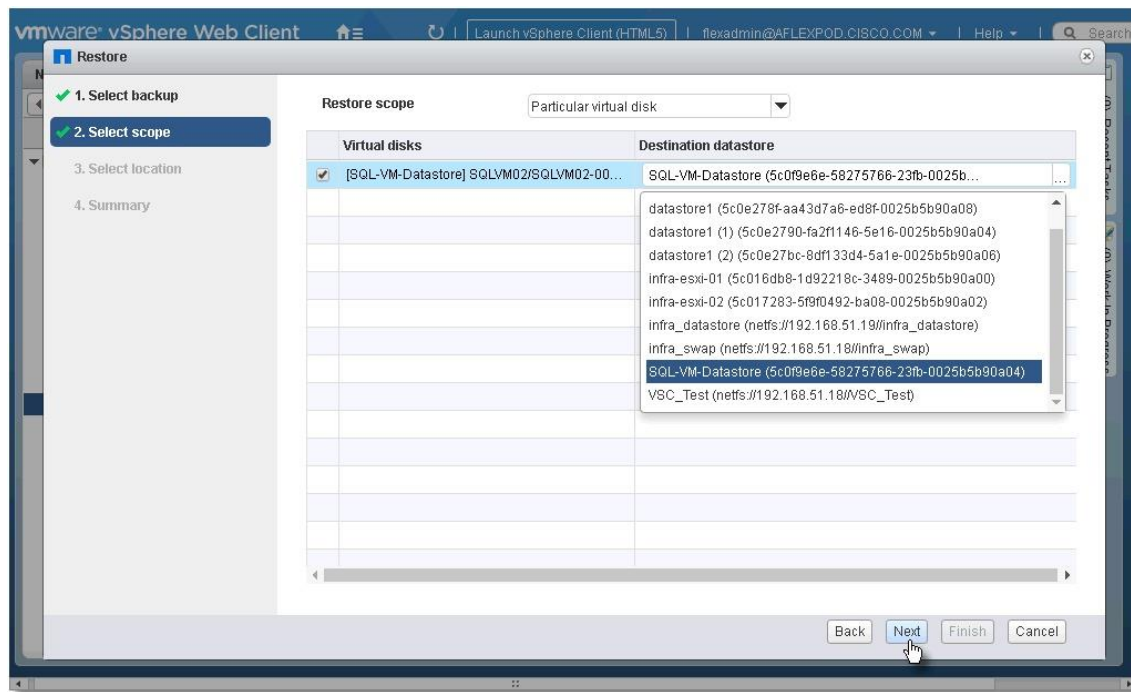 vmware® vSphere Web Client
Launch vSphere Client (HTML5) | flexadmin@AFLEXPOD.CISCO.COM | Help | Search
Restore
1. Select backup
2. Select scope
3. Select location
4. Summary
Restore scope
Particular virtual disk
Virtual disks Destination datastore
[SQL-VM-Datastore] SQLVM02/SQLVM02-00... SQL-VM-Datastore (5c0f9e6e-58275766-23fb-0025b... ...
datastore1 (5c0e278f-aa43d7a6-ed8f-0025b5b90a08)
datastore1 (1) (5c0e2790-fa2f1146-5e16-0025b5b90a04)
datastore1 (2) (5c0e27bc-8df133d4-5a1e-0025b5b90a06)
infra-esxi-01 (5c016db8-1d92218c-3489-0025b5b90a00)
infra-esxi-02 (5c017283-5f9f0492-ba08-0025b5b90a02)
infra_datastore (netfs://192.168.51.19//infra_datastore)
infra_swap (netfs://192.168.51.18//infra_swap)
SQL-VM-Datastore (5c0f9e6e-58275766-23fb-0025b5b90a04)
VSC_Test (netfs://192.168.51.18//VSC_Test)
Back Next Finish Cancel
Recent Tasks
Work In Progress